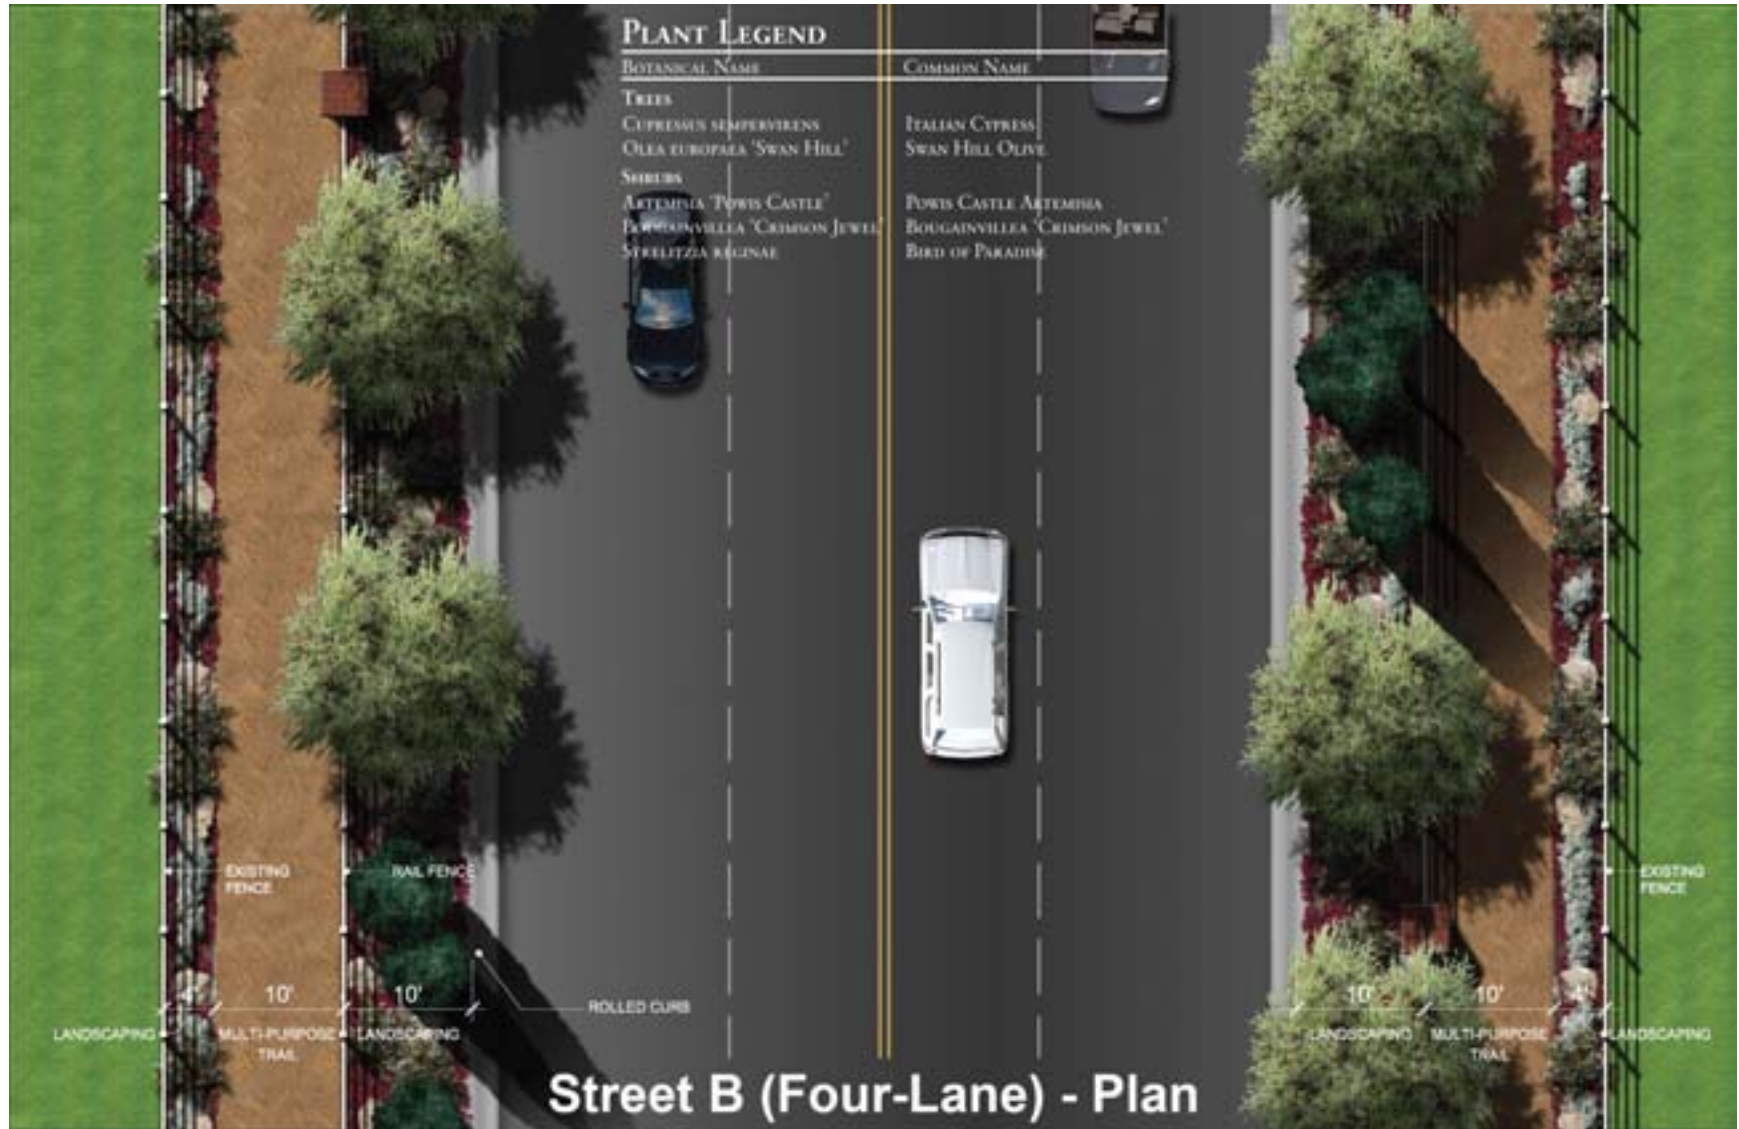 PLANT LEGEND
BOTANICAL NAME COMMON NAME
TREES
CUPRESSUS SEMPERVIRENS ITALIAN CYPRESS
OLEA EUROPAEA 'SWAN HILL' SWAN HILL OLIVE
SHRUBS
ARTEMISIA 'POWIS CASTLE' POWIS CASTLE ARTEMISIA
BOUGAINVILLEA 'CRIMSON JEWEL' BOUGAINVILLEA 'CRIMSON JEWEL'
STRELITZIA REGINAE BIRD OF PARADISE
EXISTING
FENCE
RAIL FENCE
EXISTING
FENCE
4' 10' 10'
10' 10' 4'
ROLLED CURB
LANDSCAPING
MULTI-PURPOSE
TRAIL
LANDSCAPING
LANDSCAPING
MULTI-PURPOSE
TRAIL
LANDSCAPING
Street B (Four-Lane) - Plan